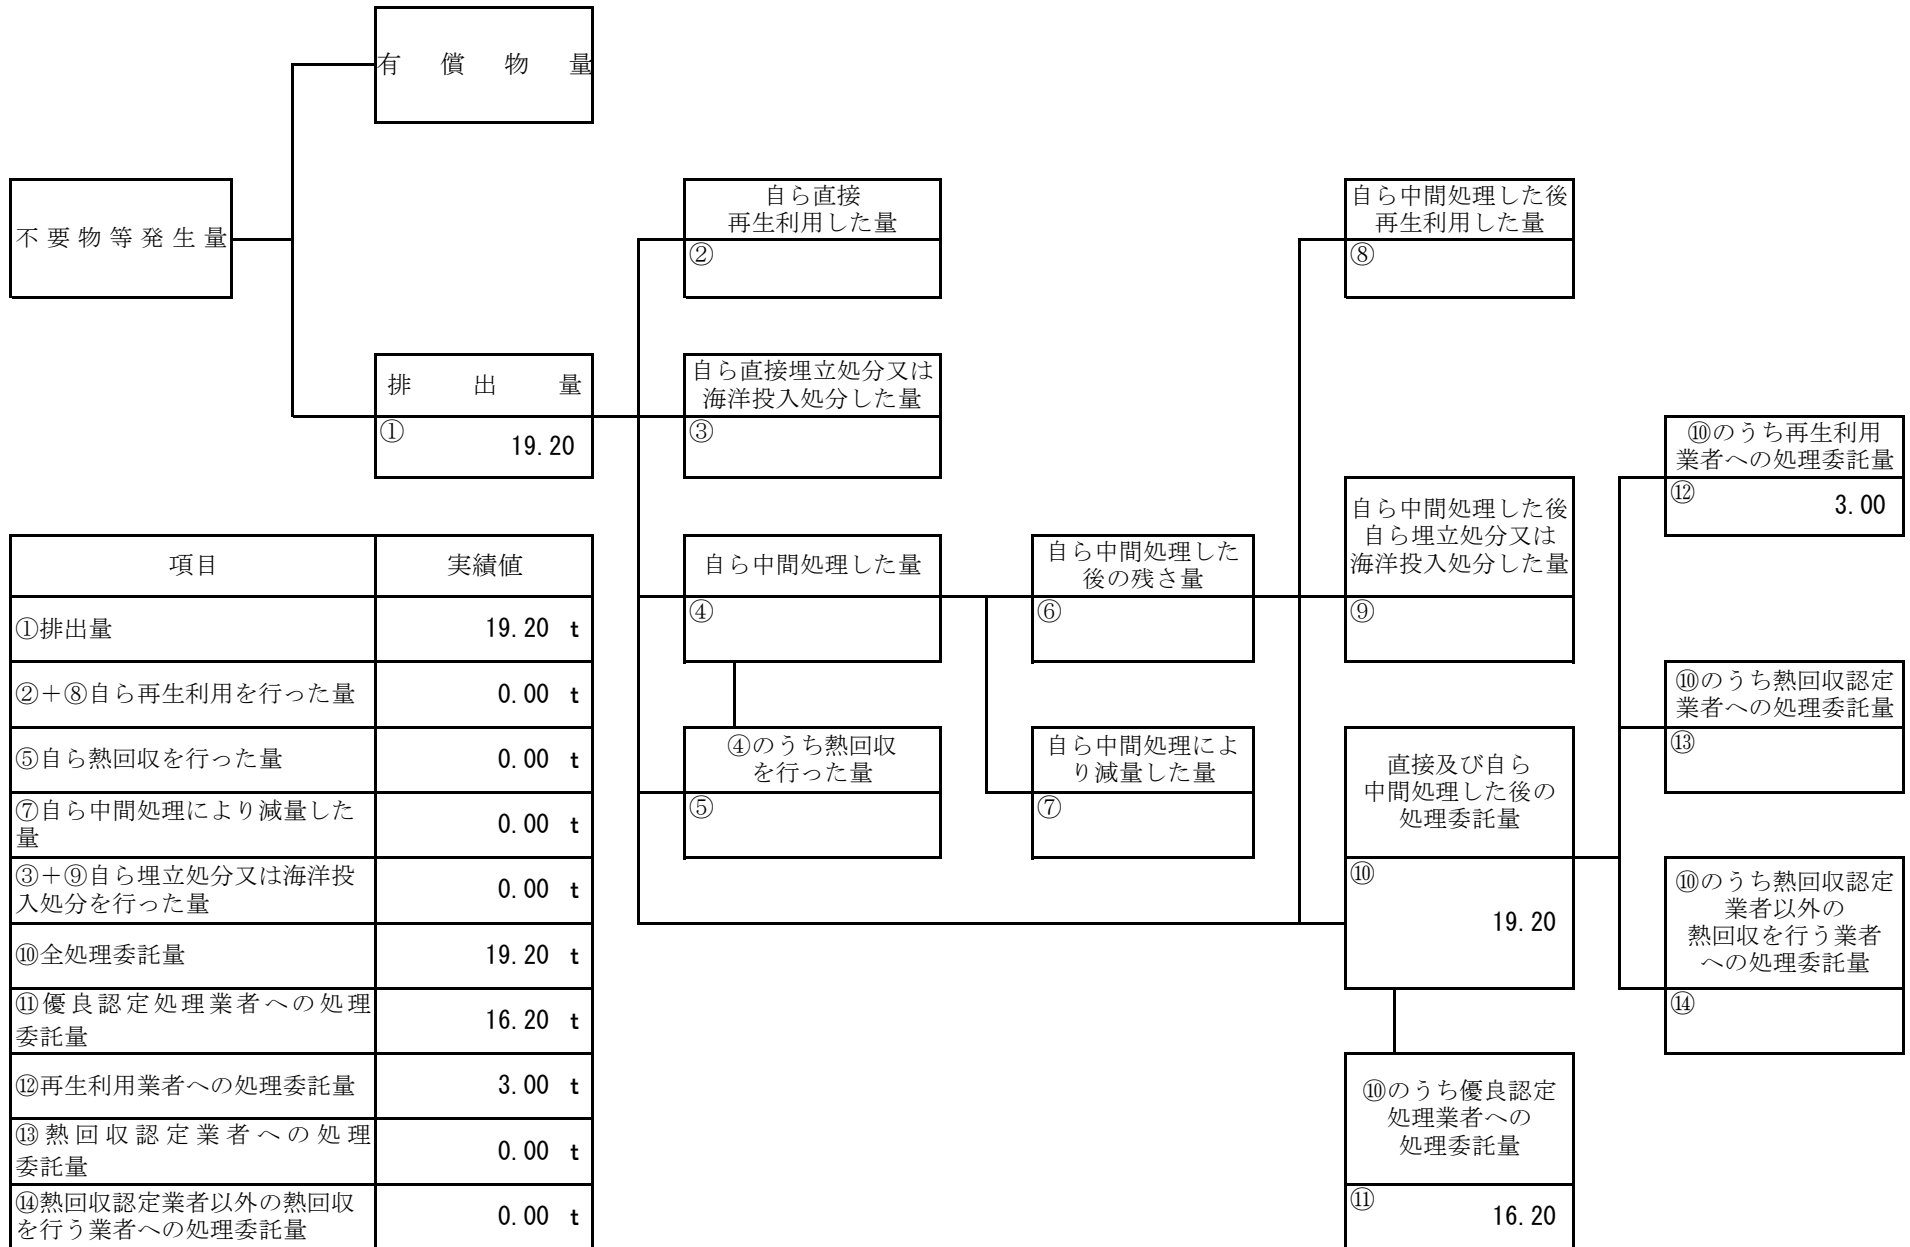 有償物量
不要物等発生量
自ら直接
再生利用した量
②
自ら中間処理した後
再生利用した量
⑧
排出量
①
19.20
自ら直接埋立処分又は
海洋投入処分した量
③
⑩のうち再生利用
業者への処理委託量
⑫
3.00
自ら中間処理した量
④
自ら中間処理した
後の残さ量
⑥
自ら中間処理した後
自ら埋立処分又は
海洋投入処分した量
⑨
④のうち熱回収
を行った量
⑤
自ら中間処理によ
り減量した量
⑦
直接及び自ら
中間処理した後の
処理委託量
⑩
19.20
⑩のうち熱回収認定
業者への処理委託量
⑬
⑩のうち熱回収認定
業者以外の
熱回収を行う業者
への処理委託量
⑭
⑩のうち優良認定
処理業者への
処理委託量
⑪
16.20
項目 実績値
①排出量 19.20 t
②＋⑧自ら再生利用を行った量 0.00 t
⑤自ら熱回収を行った量 0.00 t
⑦自ら中間処理により減量した
量 0.00 t
③＋⑨自ら埋立処分又は海洋投
入処分を行った量 0.00 t
⑩全処理委託量 19.20 t
⑪優良認定処理業者への処理
委託量 16.20 t
⑫再生利用業者への処理委託量 3.00 t
⑬熱回収認定業者への処理
委託量 0.00 t
⑭熱回収認定業者以外の熱回収
を行う業者への処理委託量 0.00 t